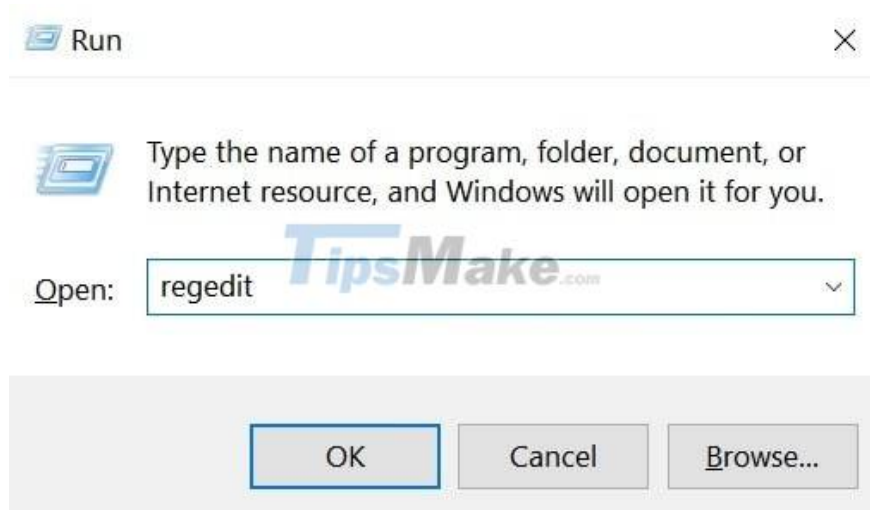 Run
Type the name of a program, folder, document, or
Internet resource, and Windows will open it for you.
TipsMake.com
Open: regedit
OK Cancel Browse...